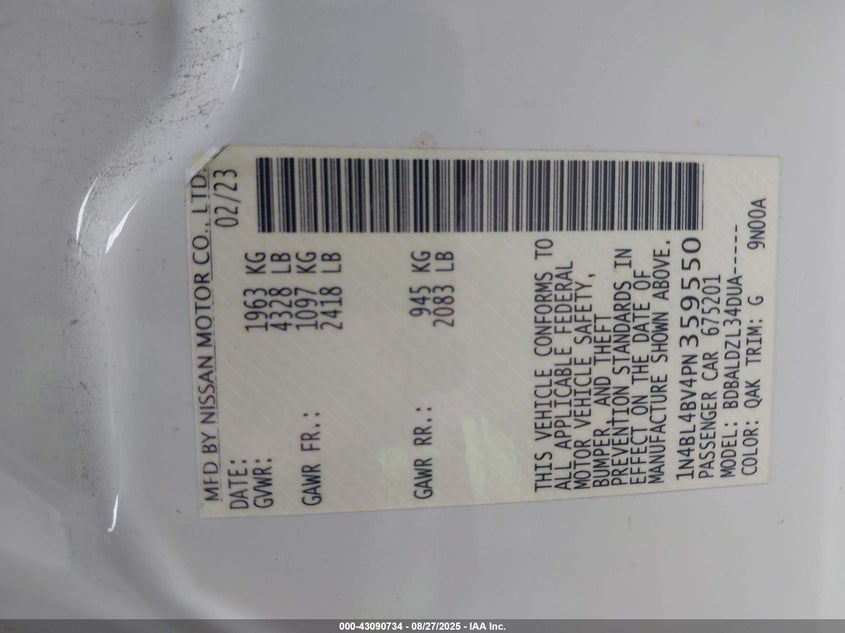 MFD BY NISSAN MOTOR CO., LTD.
DATE: 02/23
GVWR: 1963 KG
4328 LB
GAWR FR.: 1097 KG
2418 LB
GAWR RR.: 945 KG
2083 LB
THIS VEHICLE CONFORMS TO
ALL APPLICABLE FEDERAL
MOTOR VEHICLE SAFETY,
BUMPER, AND THEFT
PREVENTION STANDARDS IN
EFFECT ON THE DATE OF
MANUFACTURE SHOWN ABOVE.
1N4BL4BV4PN359550
PASSENGER CAR 675201
MODEL: BDBALDZL34DUA-----
COLOR: QAK TRIM: G 9N00A
000-43090734 - 08/27/2025 - IAA Inc.